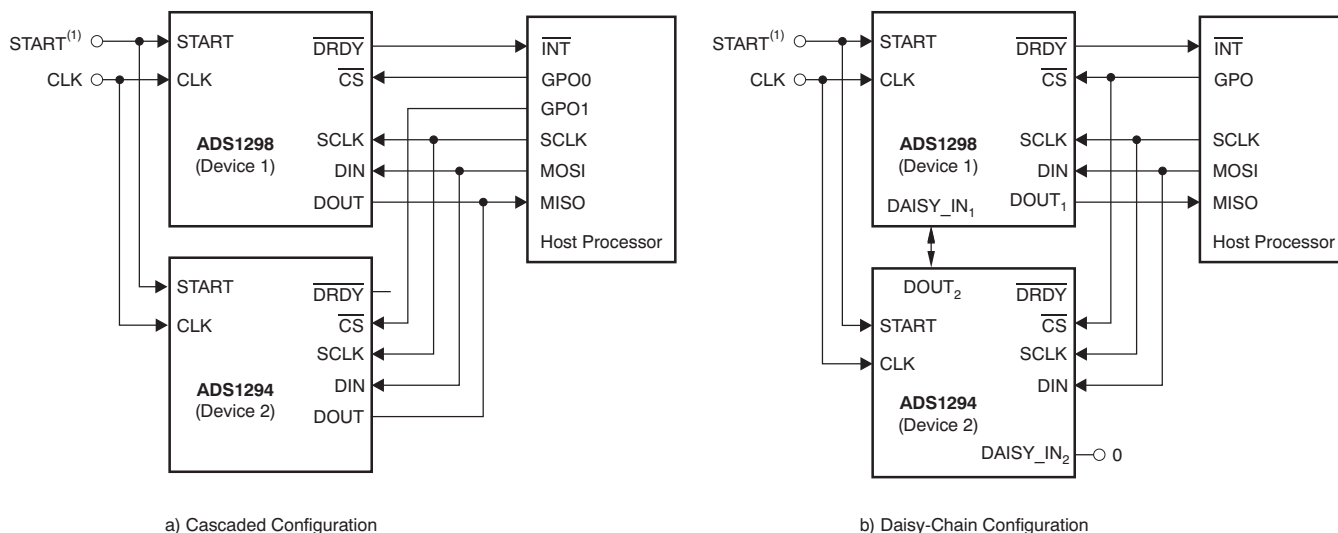 START(1)
CLK
START
CLK
ADS1298
(Device 1)
DRDY
CS
SCLK
DIN
DOUT
INT
GPO0
GPO1
SCLK
MOSI
MISO
Host Processor
START
CLK
ADS1294
(Device 2)
DRDY
CS
SCLK
DIN
DOUT
a) Cascaded Configuration
START(1)
CLK
START
CLK
ADS1298
(Device 1)
DRDY
CS
SCLK
DIN
DAISY_IN1
DOUT1
INT
GPO
SCLK
MOSI
MISO
Host Processor
DOUT2
START
CLK
ADS1294
(Device 2)
DRDY
CS
SCLK
DIN
DAISY_IN2
0
b) Daisy-Chain Configuration